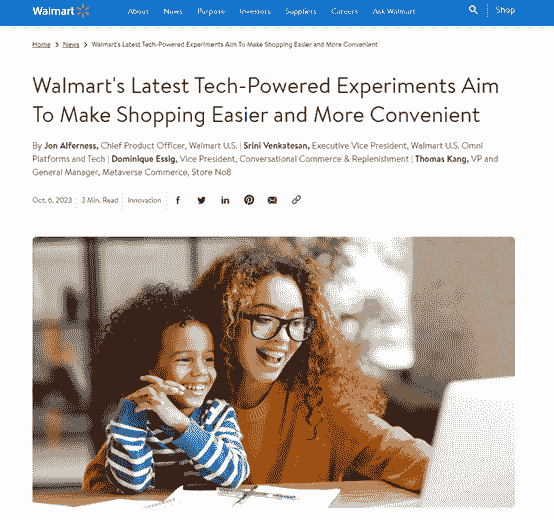 Walmart
About News Purpose Investors Suppliers Careers Ask Walmart Shop
Home > News > Walmart's Latest Tech-Powered Experiments Aim To Make Shopping Easier and More Convenient
Walmart's Latest Tech-Powered Experiments Aim
To Make Shopping Easier and More Convenient
By Jon Alferness, Chief Product Officer, Walmart U.S. | Srini Venkatesan, Executive Vice President, Walmart U.S. Omni
Platforms and Tech | Dominique Essig, Vice President, Conversational Commerce & Replenishment | Thomas Kang, VP and
General Manager, Metaverse Commerce, Store No8
Oct. 6, 2023 3 Min. Read Innovation